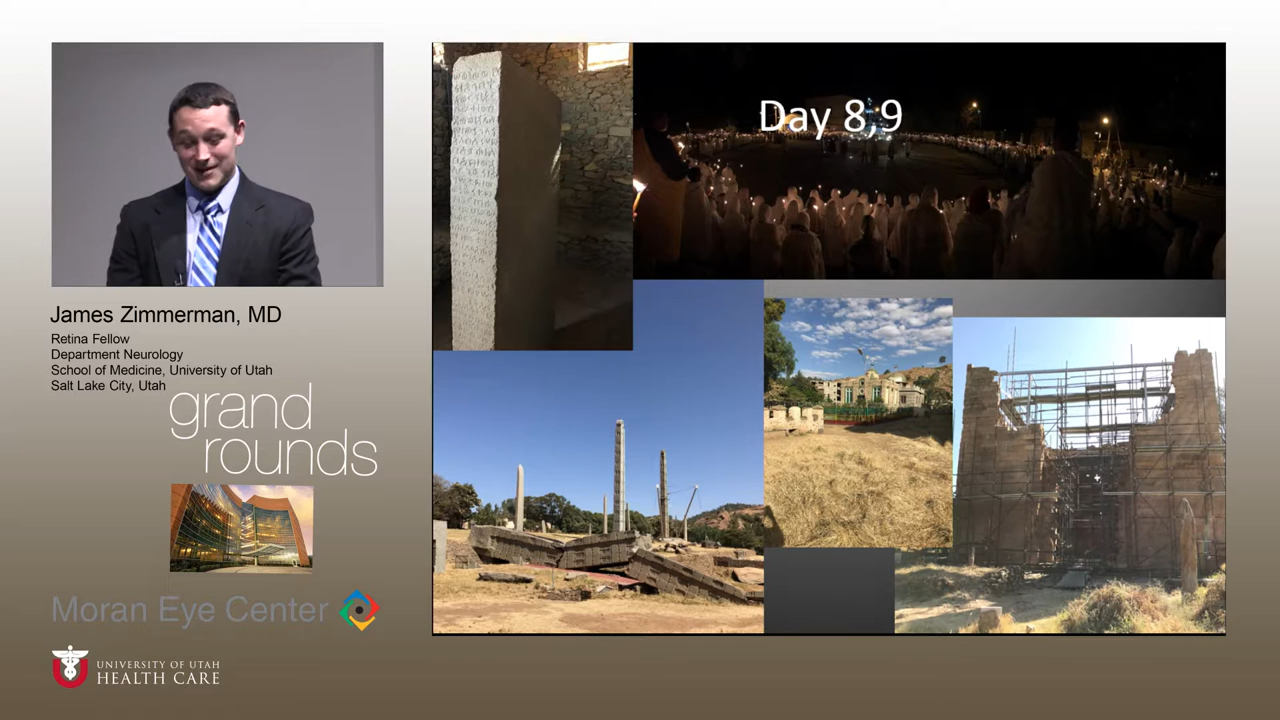 Day 8,9
James Zimmerman, MD
Retina Fellow
Department Neurology
School of Medicine, University of Utah
Salt Lake City, Utah
grand
rounds
Moran Eye Center
UNIVERSITY OF UTAH
HEALTH CARE